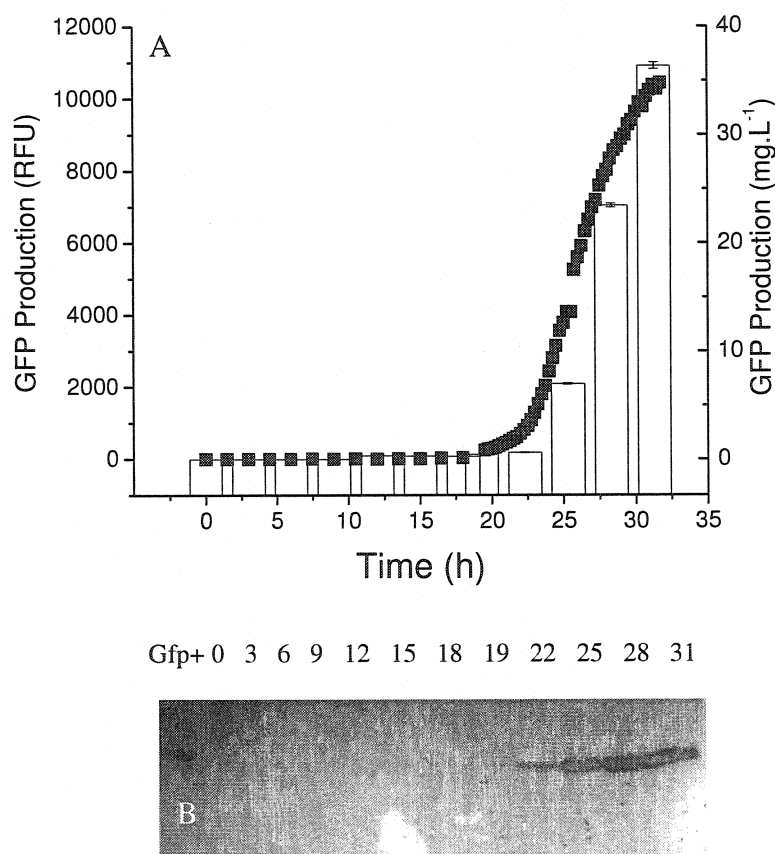 A
GFP Production (RFU)
12000
10000
8000
6000
4000
2000
0
GFP Production (mg.L-1)
40
30
20
10
0
0 5 10 15 20 25 30 35
Time (h)
Gfp+ 0 3 6 9 12 15 18 19 22 25 28 31
B